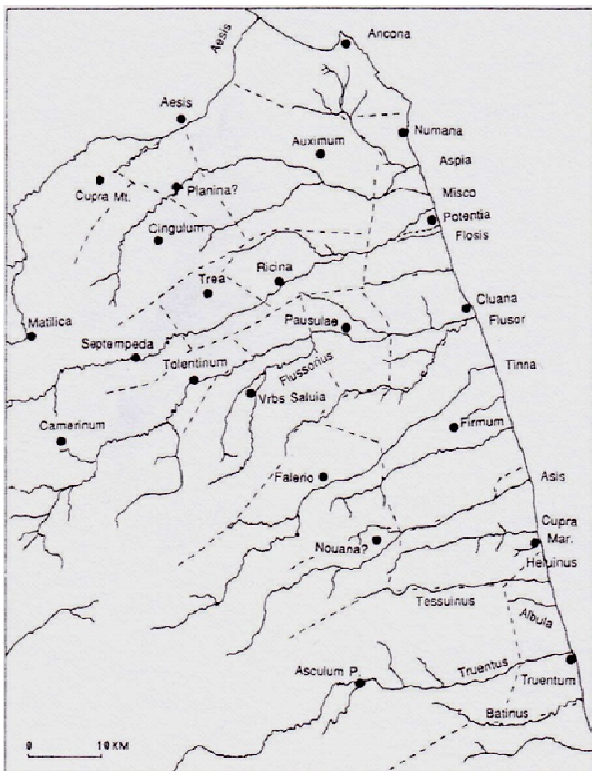 Ancona
Aesis
Aesis
Numana
Auximum
Aspia
Cupra Mt.
Planina?
Misco
Potentia
Cingulum
Flosis
Ricina
Trea
Cluana
Matilica
Pausulae
Flusor
Septempeda
Tolentinum
Flussorius
Tinna
Vrbs Saluia
Camerinum
Firmum
Falerio
Asis
Cupra
Mar.
Nouana?
Heluinus
Tessuinus
Albula
Asculum P.
Truentus
Truentum
Batinus
0 10 KM